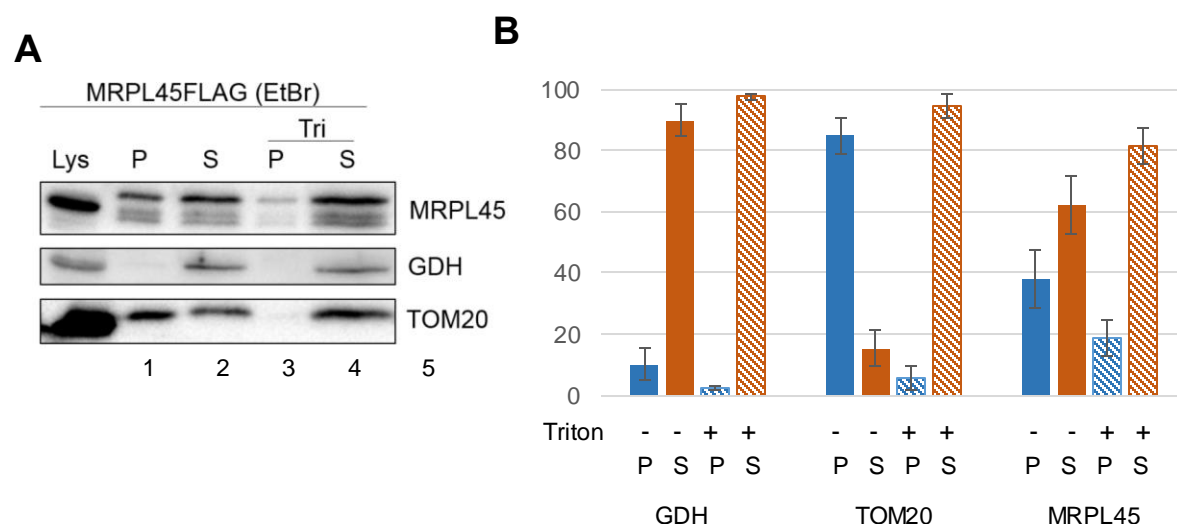 A
MRPL45FLAG (EtBr)
Tri
Lys P S P S
MRPL45
GDH
TOM20
1 2 3 4 5
B
100
80
60
40
20
0
Triton - - + + - - + + - - + +
P S P S P S P S P S P S
GDH TOM20 MRPL45